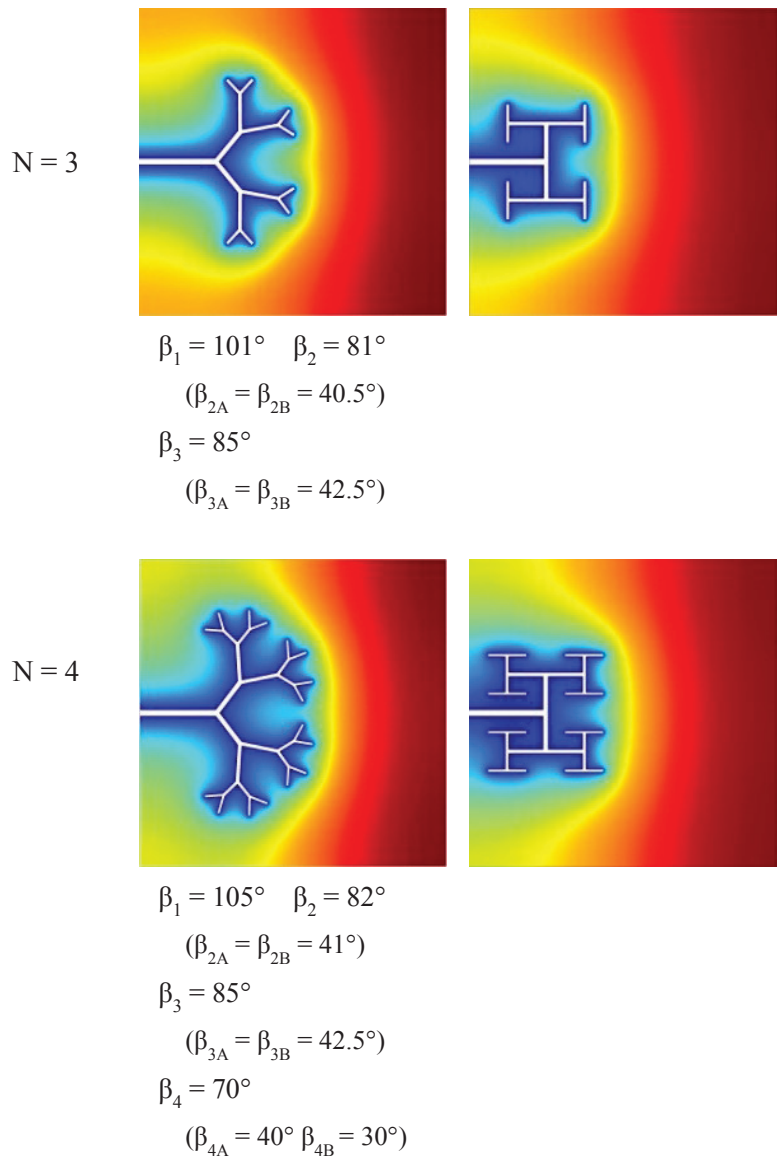 N = 3
β₁ = 101° β₂ = 81°
(β₂A = β₂B = 40.5°)
β₃ = 85°
(β₃A = β₃B = 42.5°)
N = 4
β₁ = 105° β₂ = 82°
(β₂A = β₂B = 41°)
β₃ = 85°
(β₃A = β₃B = 42.5°)
β₄ = 70°
(β₄A = 40° β₄B = 30°)